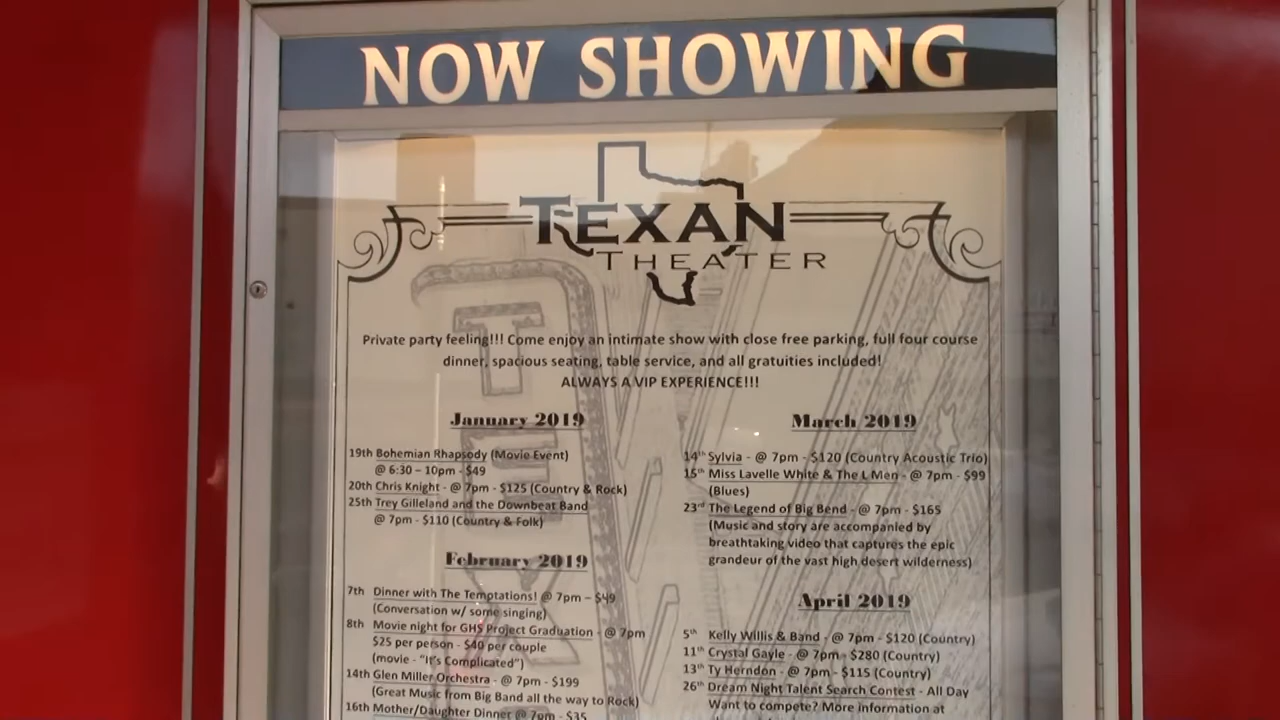 NOW SHOWING
TEXAN
THEATER
Private party feeling!!! Come enjoy an intimate show with close free parking, full four course
dinner, spacious seating, table service, and all gratuities included!
ALWAYS A VIP EXPERIENCE!!!
January 2019
19th Bohemian Rhapsody (Movie Event)
@ 6:30 – 10pm - $49
20th Chris Knight - @ 7pm - $125 (Country & Rock)
25th Trey Gilleland and the Downbeat Band
@ 7pm - $110 (Country & Folk)
February 2019
7th Dinner with The Temptations! @ 7pm – $49
(Conversation w/ some singing)
8th Movie night for GHS Project Graduation - @ 7pm
$25 per person - $40 per couple
(movie - "It's Complicated")
14th Glen Miller Orchestra - @ 7pm - $199
(Great Music from Big Band all the way to Rock)
16th Mother/Daughter Dinner @ 7pm - $35
March 2019
14th Sylvia - @ 7pm - $120 (Country Acoustic Trio)
15th Miss Lavelle White & The L Men - @ 7pm - $99
(Blues)
23rd The Legend of Big Bend - @ 7pm - $165
(Music and story are accompanied by
breathtaking video that captures the epic
grandeur of the vast high desert wilderness)
April 2019
5th Kelly Willis & Band - @ 7pm - $120 (Country)
11th Crystal Gayle - @ 7pm - $280 (Country)
13th Ty Herndon - @ 7pm - $115 (Country)
26th Dream Night Talent Search Contest - All Day
Want to compete? More information at